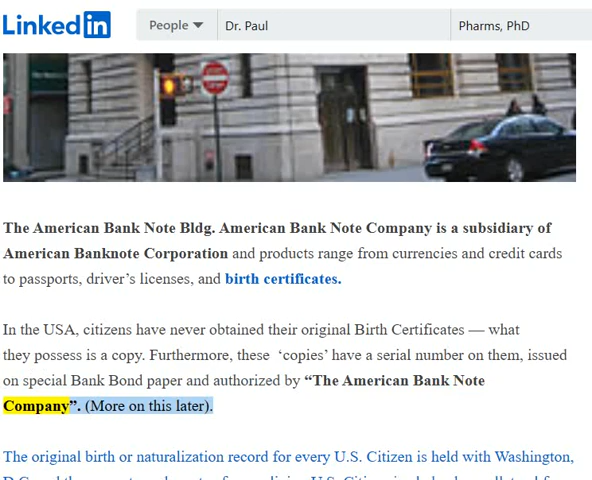 Linked in
People Dr. Paul Pharms, PhD
The American Bank Note Bldg. American Bank Note Company is a subsidiary of
American Banknote Corporation and products range from currencies and credit cards
to passports, driver's licenses, and birth certificates.
In the USA, citizens have never obtained their original Birth Certificates — what
they possess is a copy. Furthermore, these ‘copies’ have a serial number on them, issued
on special Bank Bond paper and authorized by “The American Bank Note
Company”. (More on this later).
The original birth or naturalization record for every U.S. Citizen is held with Washington,